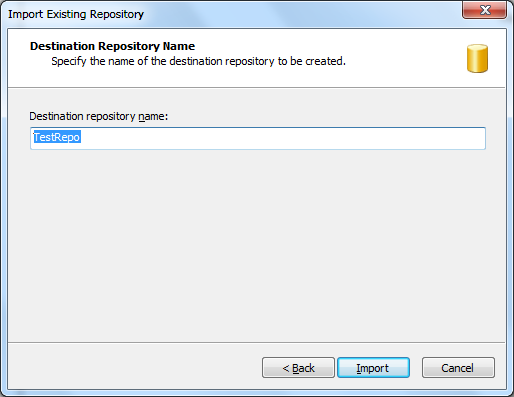 Import Existing Repository
Destination Repository Name
Specify the name of the destination repository to be created.
Destination repository name:
TestRepo
< Back
Import
Cancel